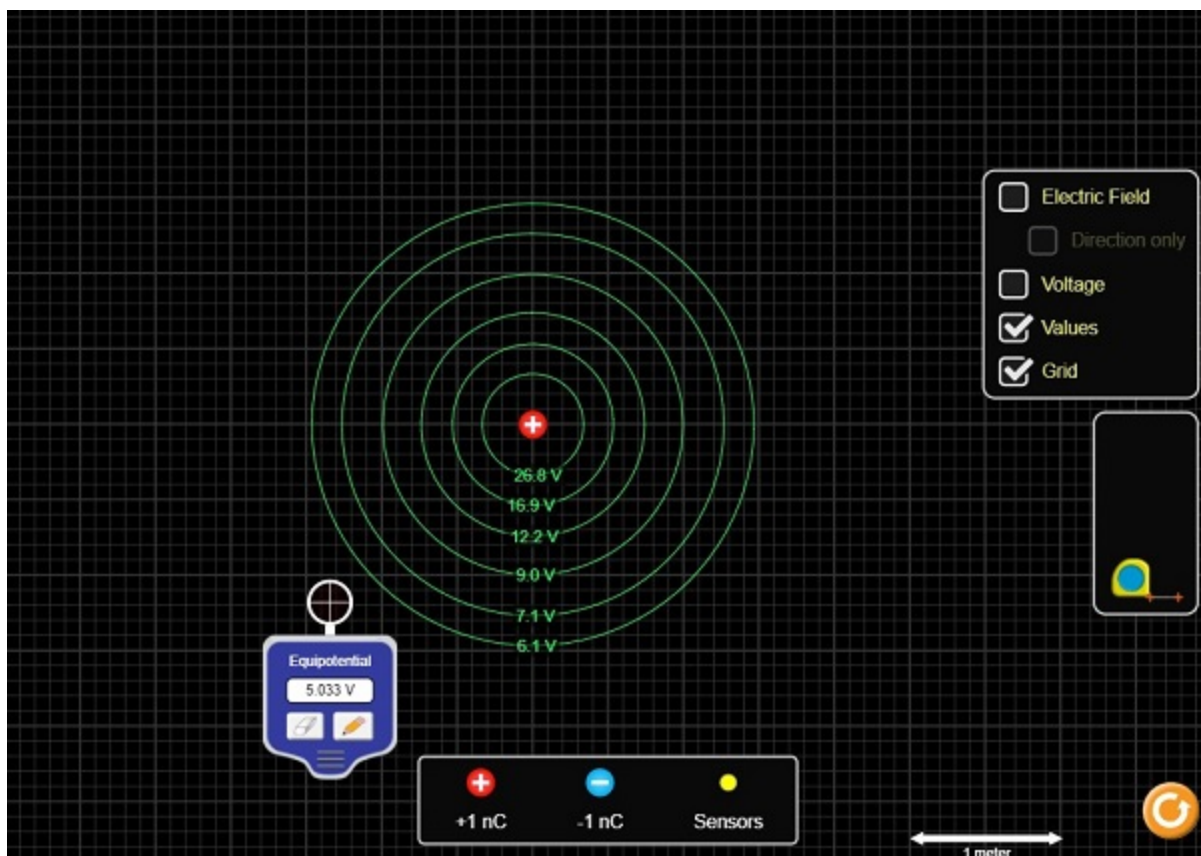 Electric Field
Direction only
Voltage
Values
Grid
26.8 V
16.9 V
12.2 V
9.0 V
7.1 V
6.1 V
Equipotential
5.033 V
+1 nC
-1 nC
Sensors
1 meter